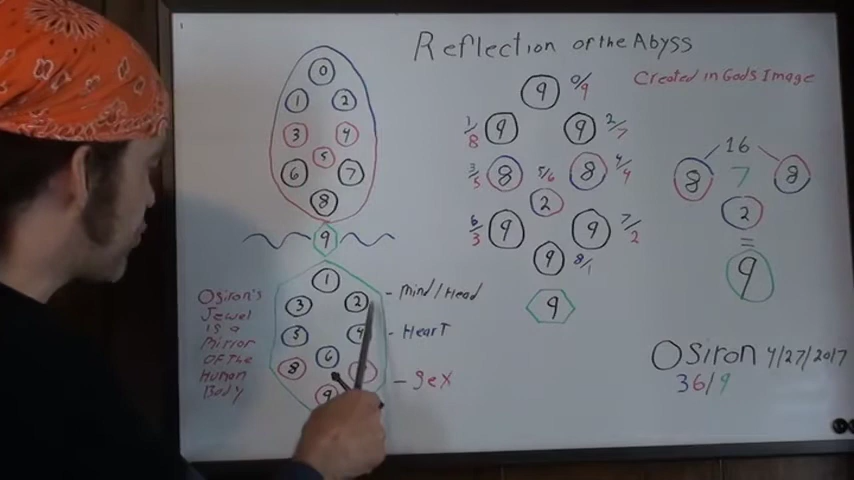 Reflection of the Abyss
Created in Gods Image
0
1 2
3 4
5
6 7
8
9
1
3 2
5 4
6
8
9
- Mind/Head
- Heart
- Sex
Osiron's
Jewel
is a
Mirror
Of The
Human
Body
9 0/9
1/8 9 9 2/7
3/5 8 5/6 8 4/4
2
6/3 9 9 7/2
9 8/1
9
16
8 7 8
2
=
9
Osiron 4/27/2017
36/9